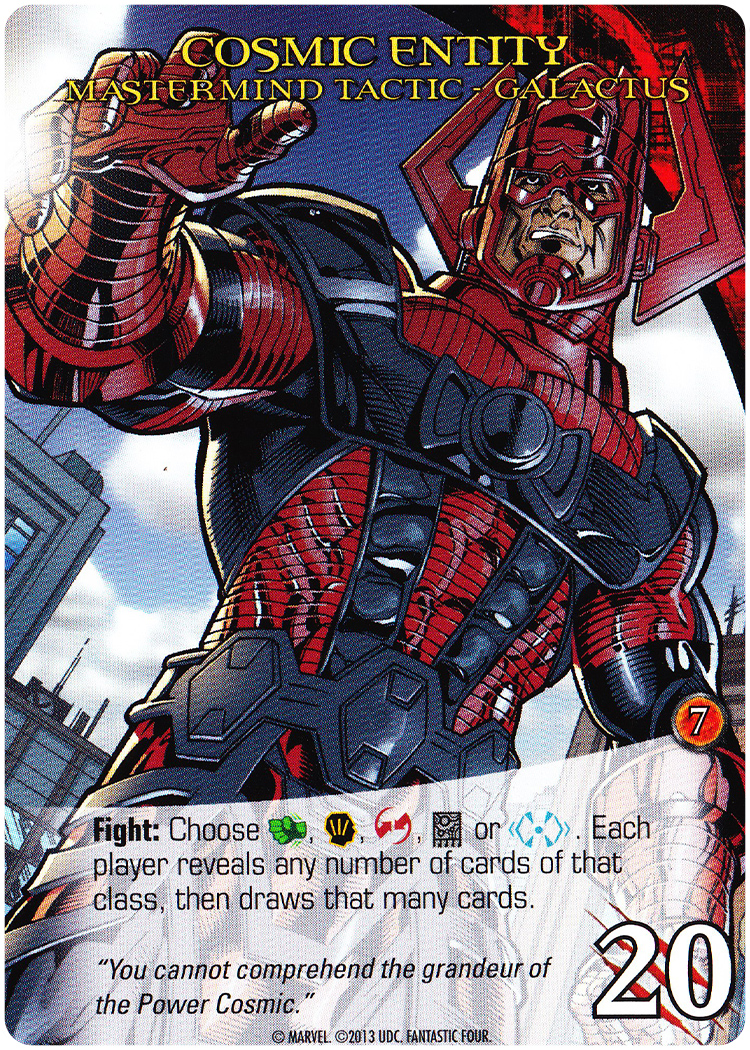 COSMIC ENTITY
MASTERMIND TACTIC - GALACTUS
7
Fight: Choose , , , or . Each
player reveals any number of cards of that
class, then draws that many cards.
20
“You cannot comprehend the grandeur of
the Power Cosmic.”
© MARVEL. ©2013 UDC. FANTASTIC FOUR.